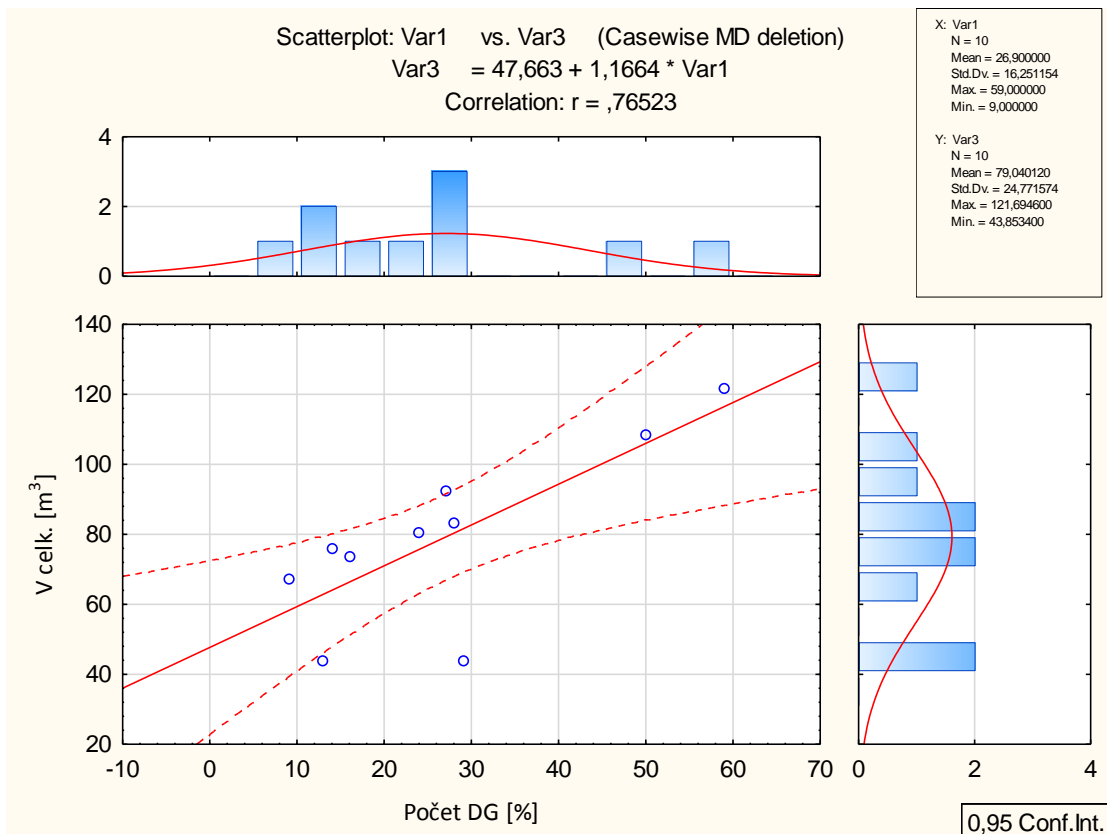 Scatterplot: Var1 vs. Var3 (Casewise MD deletion)
Var3 = 47,663 + 1,1664 * Var1
Correlation: r = ,76523
X: Var1
N = 10
Mean = 26,900000
Std.Dv. = 16,251154
Max. = 59,000000
Min. = 9,000000
Y: Var3
N = 10
Mean = 79,040120
Std.Dv. = 24,771574
Max. = 121,694600
Min. = 43,853400
4
2
0
140
120
100
80
60
40
20
V celk. [m³]
-10 0 10 20 30 40 50 60 70
Počet DG [%]
0 2 4
0,95 Conf.Int.